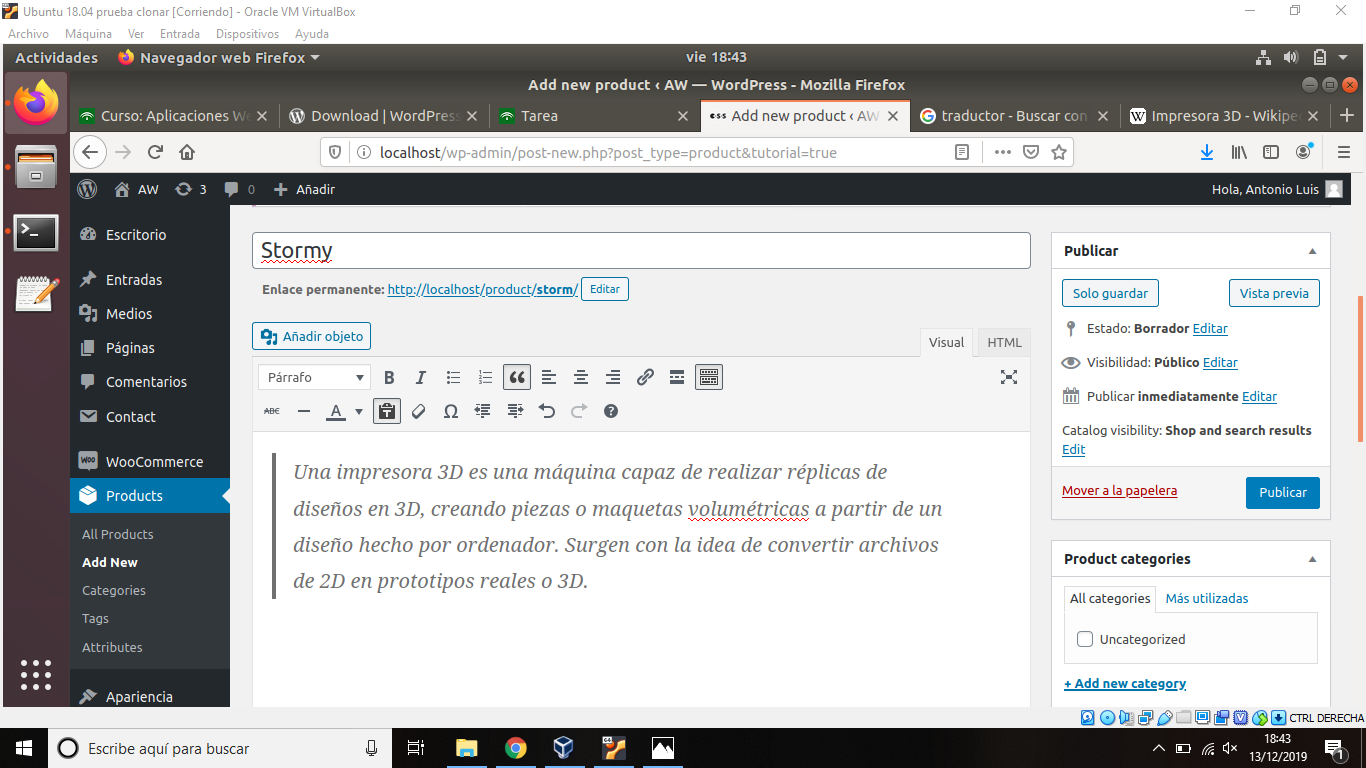 Ubuntu 18.04 prueba clonar [Corriendo] - Oracle VM VirtualBox
Archivo Máquina Ver Entrada Dispositivos Ayuda
Actividades Navegador web Firefox vie 18:43
Add new product ‹ AW — WordPress - Mozilla Firefox
Curso: Aplicaciones We Download | WordPress Tarea css Add new product ‹ AW traductor - Buscar con Impresora 3D - Wikipe
localhost/wp-admin/post-new.php?post_type=product&tutorial=true
AW 3 0 Añadir Hola, Antonio Luis
Escritorio
Entradas
Medios
Páginas
Comentarios
Contact
WooCommerce
Products
All Products
Add New
Categories
Tags
Attributes
Apariencia
Stormy
Enlace permanente: http://localhost/product/storm/ Editar
Añadir objeto
Visual HTML
Párrafo B I
ABC A
Una impresora 3D es una máquina capaz de realizar réplicas de
diseños en 3D, creando piezas o maquetas volumétricas a partir de un
diseño hecho por ordenador. Surgen con la idea de convertir archivos
de 2D en prototipos reales o 3D.
Publicar
Solo guardar Vista previa
Estado: Borrador Editar
Visibilidad: Público Editar
Publicar inmediatamente Editar
Catalog visibility: Shop and search results
Edit
Mover a la papelera Publicar
Product categories
All categories Más utilizadas
Uncategorized
+ Add new category
CTRL DERECHA
Escribe aquí para buscar
18:43
13/12/2019
1